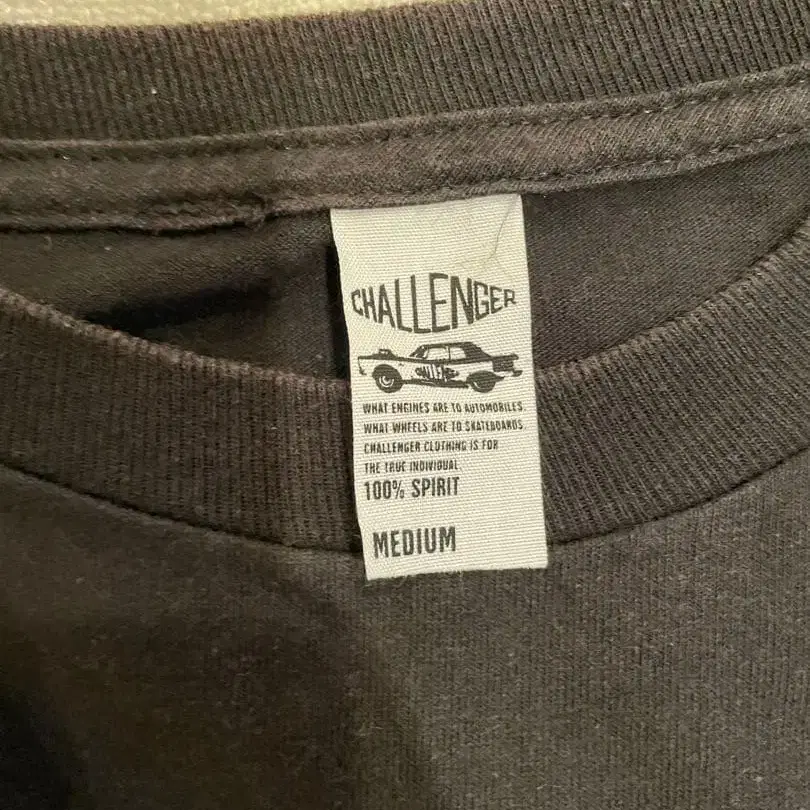 CHALLENGER
WHAT ENGINES ARE TO AUTOMOBILES
WHAT WHEELS ARE TO SKATEBOARDS
CHALLENGER CLOTHING IS FOR
THE TRUE INDIVIDUAL
100% SPIRIT
MEDIUM